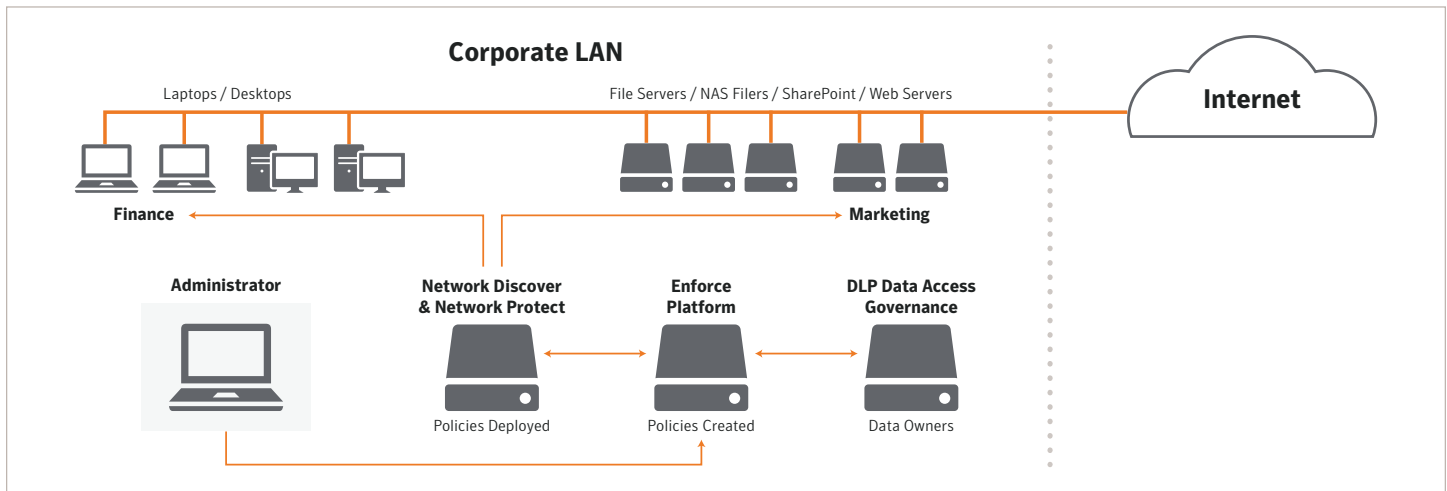 Corporate LAN
Laptops / Desktops
File Servers / NAS Filers / SharePoint / Web Servers
Internet
Finance
Marketing
Administrator
Network Discover
& Network Protect
Enforce
Platform
DLP Data Access
Governance
Policies Deployed
Policies Created
Data Owners